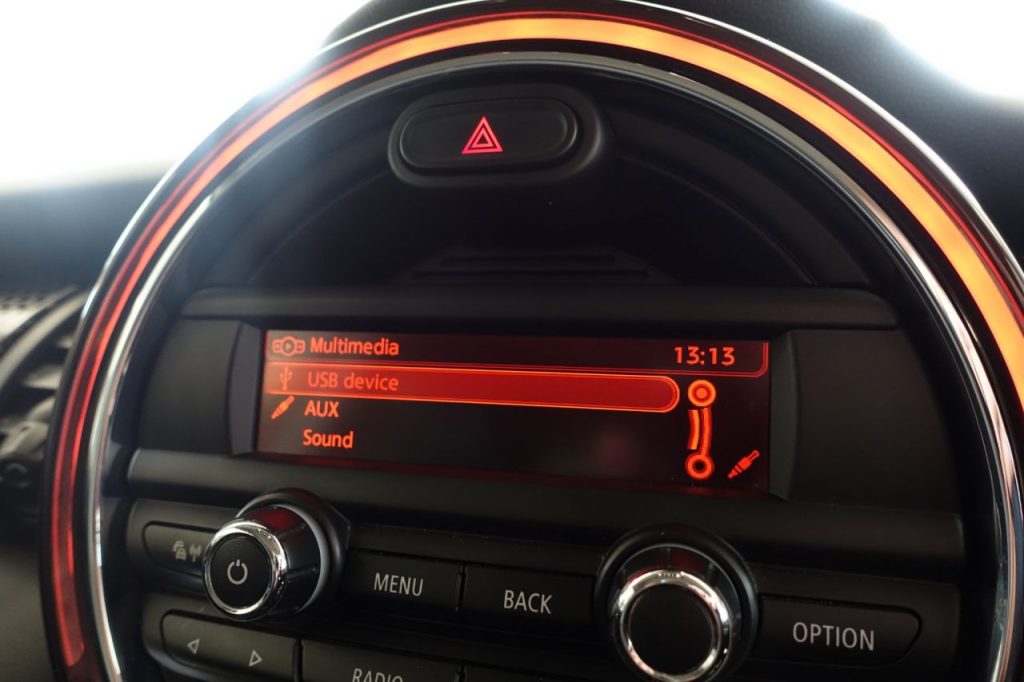 Multimedia 13:13
USB device
AUX
Sound
MENU BACK
OPTION
RADIO